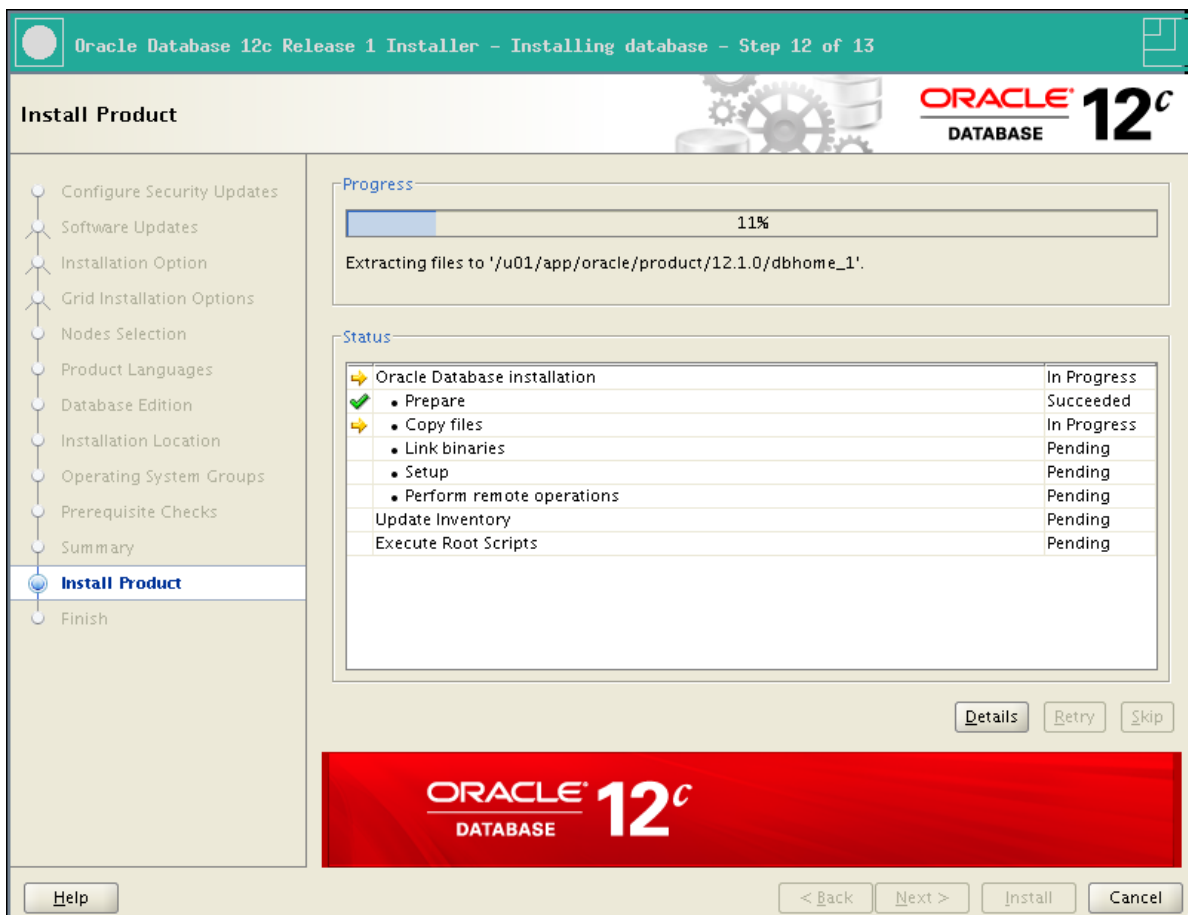 Oracle Database 12c Release 1 Installer - Installing database - Step 12 of 13
Install Product
ORACLE® 12c
DATABASE
Configure Security Updates
Software Updates
Installation Option
Grid Installation Options
Nodes Selection
Product Languages
Database Edition
Installation Location
Operating System Groups
Prerequisite Checks
Summary
Install Product
Finish
Progress
11%
Extracting files to '/u01/app/oracle/product/12.1.0/dbhome_1'.
Status
Oracle Database installation In Progress
• Prepare Succeeded
• Copy files In Progress
• Link binaries Pending
• Setup Pending
• Perform remote operations Pending
Update Inventory Pending
Execute Root Scripts Pending
Details Retry Skip
ORACLE® 12c
DATABASE
Help < Back Next > Install Cancel